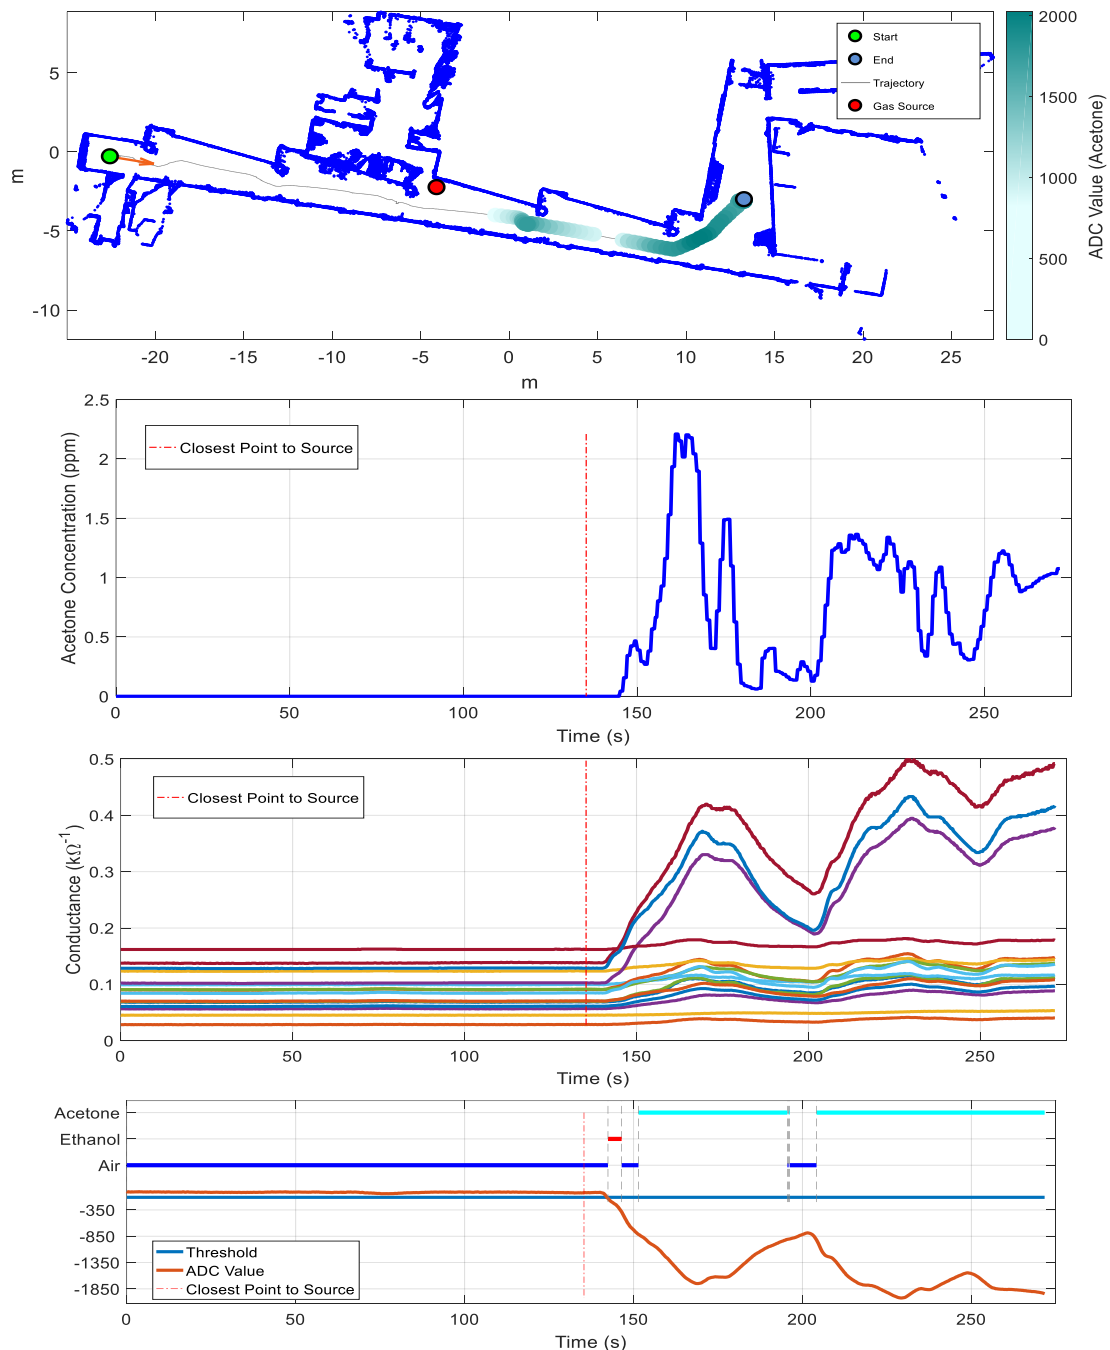 5
0
-5
-10
m
-20
-15
-10
-5
0
5
10
15
20
25
m
Start
End
Trajectory
Gas Source
2000
1500
1000
500
0
ADC Value (Acetone)
2.5
2
1.5
1
0.5
0
Acetone Concentration (ppm)
Closest Point to Source
0
50
100
150
200
250
Time (s)
0.5
0.4
0.3
0.2
0.1
0
Conductance (kΩ⁻¹)
Closest Point to Source
0
50
100
150
200
250
Time (s)
Acetone
Ethanol
Air
-350
-850
-1350
-1850
Threshold
ADC Value
Closest Point to Source
0
50
100
150
200
250
Time (s)